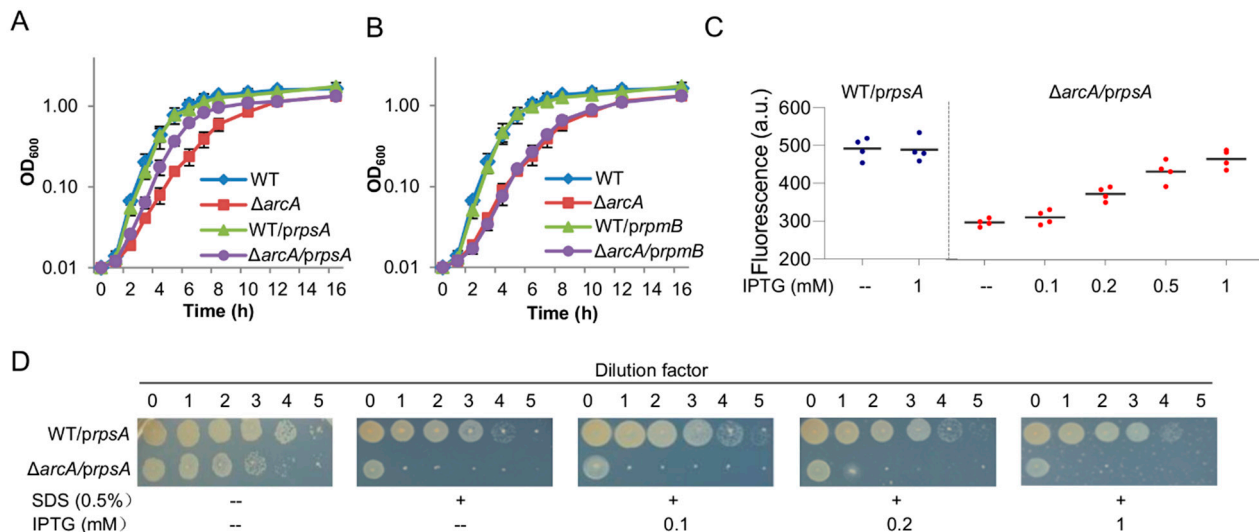 A
1.00
0.10
0.01
OD600
0 2 4 6 8 10 12 14 16
Time (h)
WT
ΔarcA
WT/prpsA
ΔarcA/prpsA
B
1.00
0.10
0.01
OD600
0 2 4 6 8 10 12 14 16
Time (h)
WT
ΔarcA
WT/prpmB
ΔarcA/prpmB
C
WT/prpsA ΔarcA/prpsA
600
500
400
300
200
Fluorescence (a.u.)
IPTG (mM) -- 1 -- 0.1 0.2 0.5 1
D
Dilution factor
0 1 2 3 4 5 0 1 2 3 4 5 0 1 2 3 4 5 0 1 2 3 4 5 0 1 2 3 4 5
WT/prpsA
ΔarcA/prpsA
SDS (0.5%） -- + + + +
IPTG (mM） -- -- 0.1 0.2 1